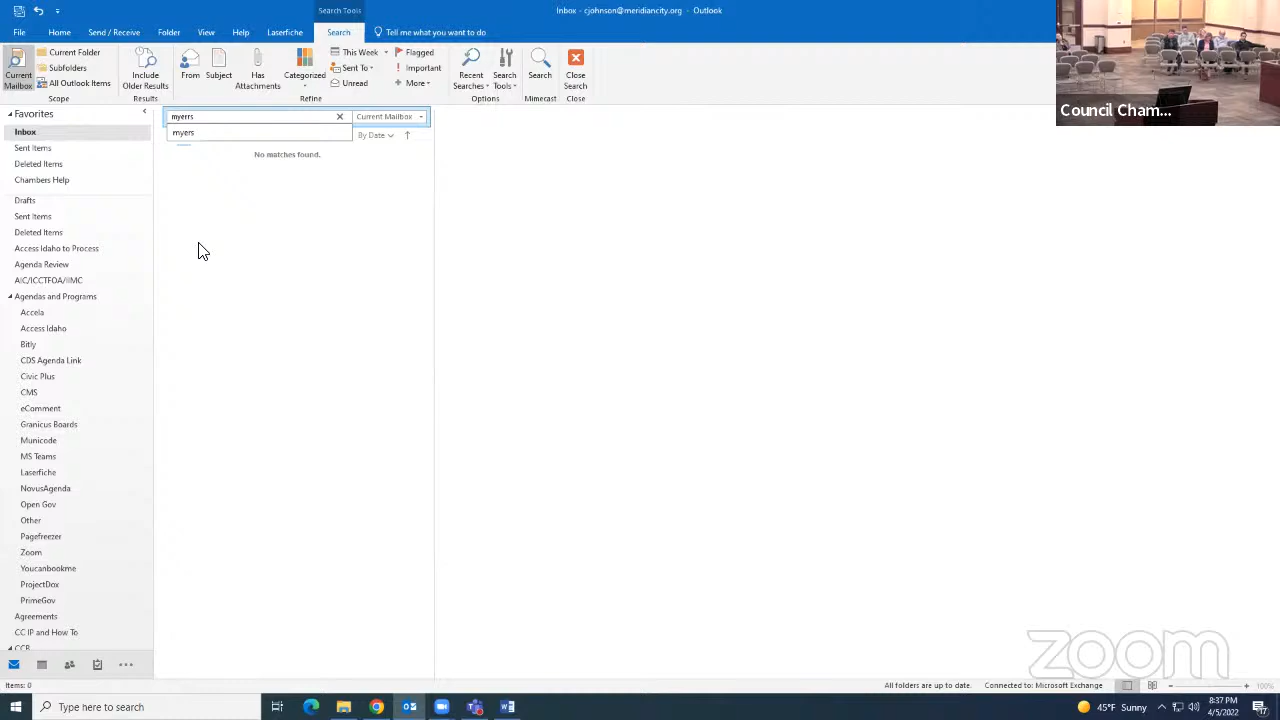 Search Tools
Inbox - cjohnson@meridiancity.org - Outlook
File Home Send / Receive Folder View Help Laserfiche Search Tell me what you want to do
Current Mailbox
Current Folder
Subfolders
All Outlook Items
Scope
Include Older Results
Results
From
Subject
Has Attachments
Categorized
This Week
Sent To
Unread
Flagged
Important
More
Refine
Recent Searches
Search Tools
Options
Search
Mimecast
Close Search
Close
Council Cham...
Favorites
Inbox
Sent Items
Deleted Items
Chambers Help
Drafts
Sent Items
Deleted Items
Access Idaho to Process
Agenda Review
AIC/ICCTFOA/IIMC
Agendas and Programs
Accela
Access Idaho
Bitly
CDS Agenda Link
Civic Plus
CMS
eComment
Granicus Boards
Municode
MS Teams
Laserfiche
NovusAgenda
Open Gov
Other
Pagefreezer
Zoom
Youcanbookme
ProjectDox
PrimeGov
Agreements
CC IP and How To
CCR
myerrs
Current Mailbox
myers
By Date
No matches found.
zoom
Items: 0
All folders are up to date.
Connected to: Microsoft Exchange
100%
Type here to search
45°F Sunny
8:37 PM
4/5/2022
17